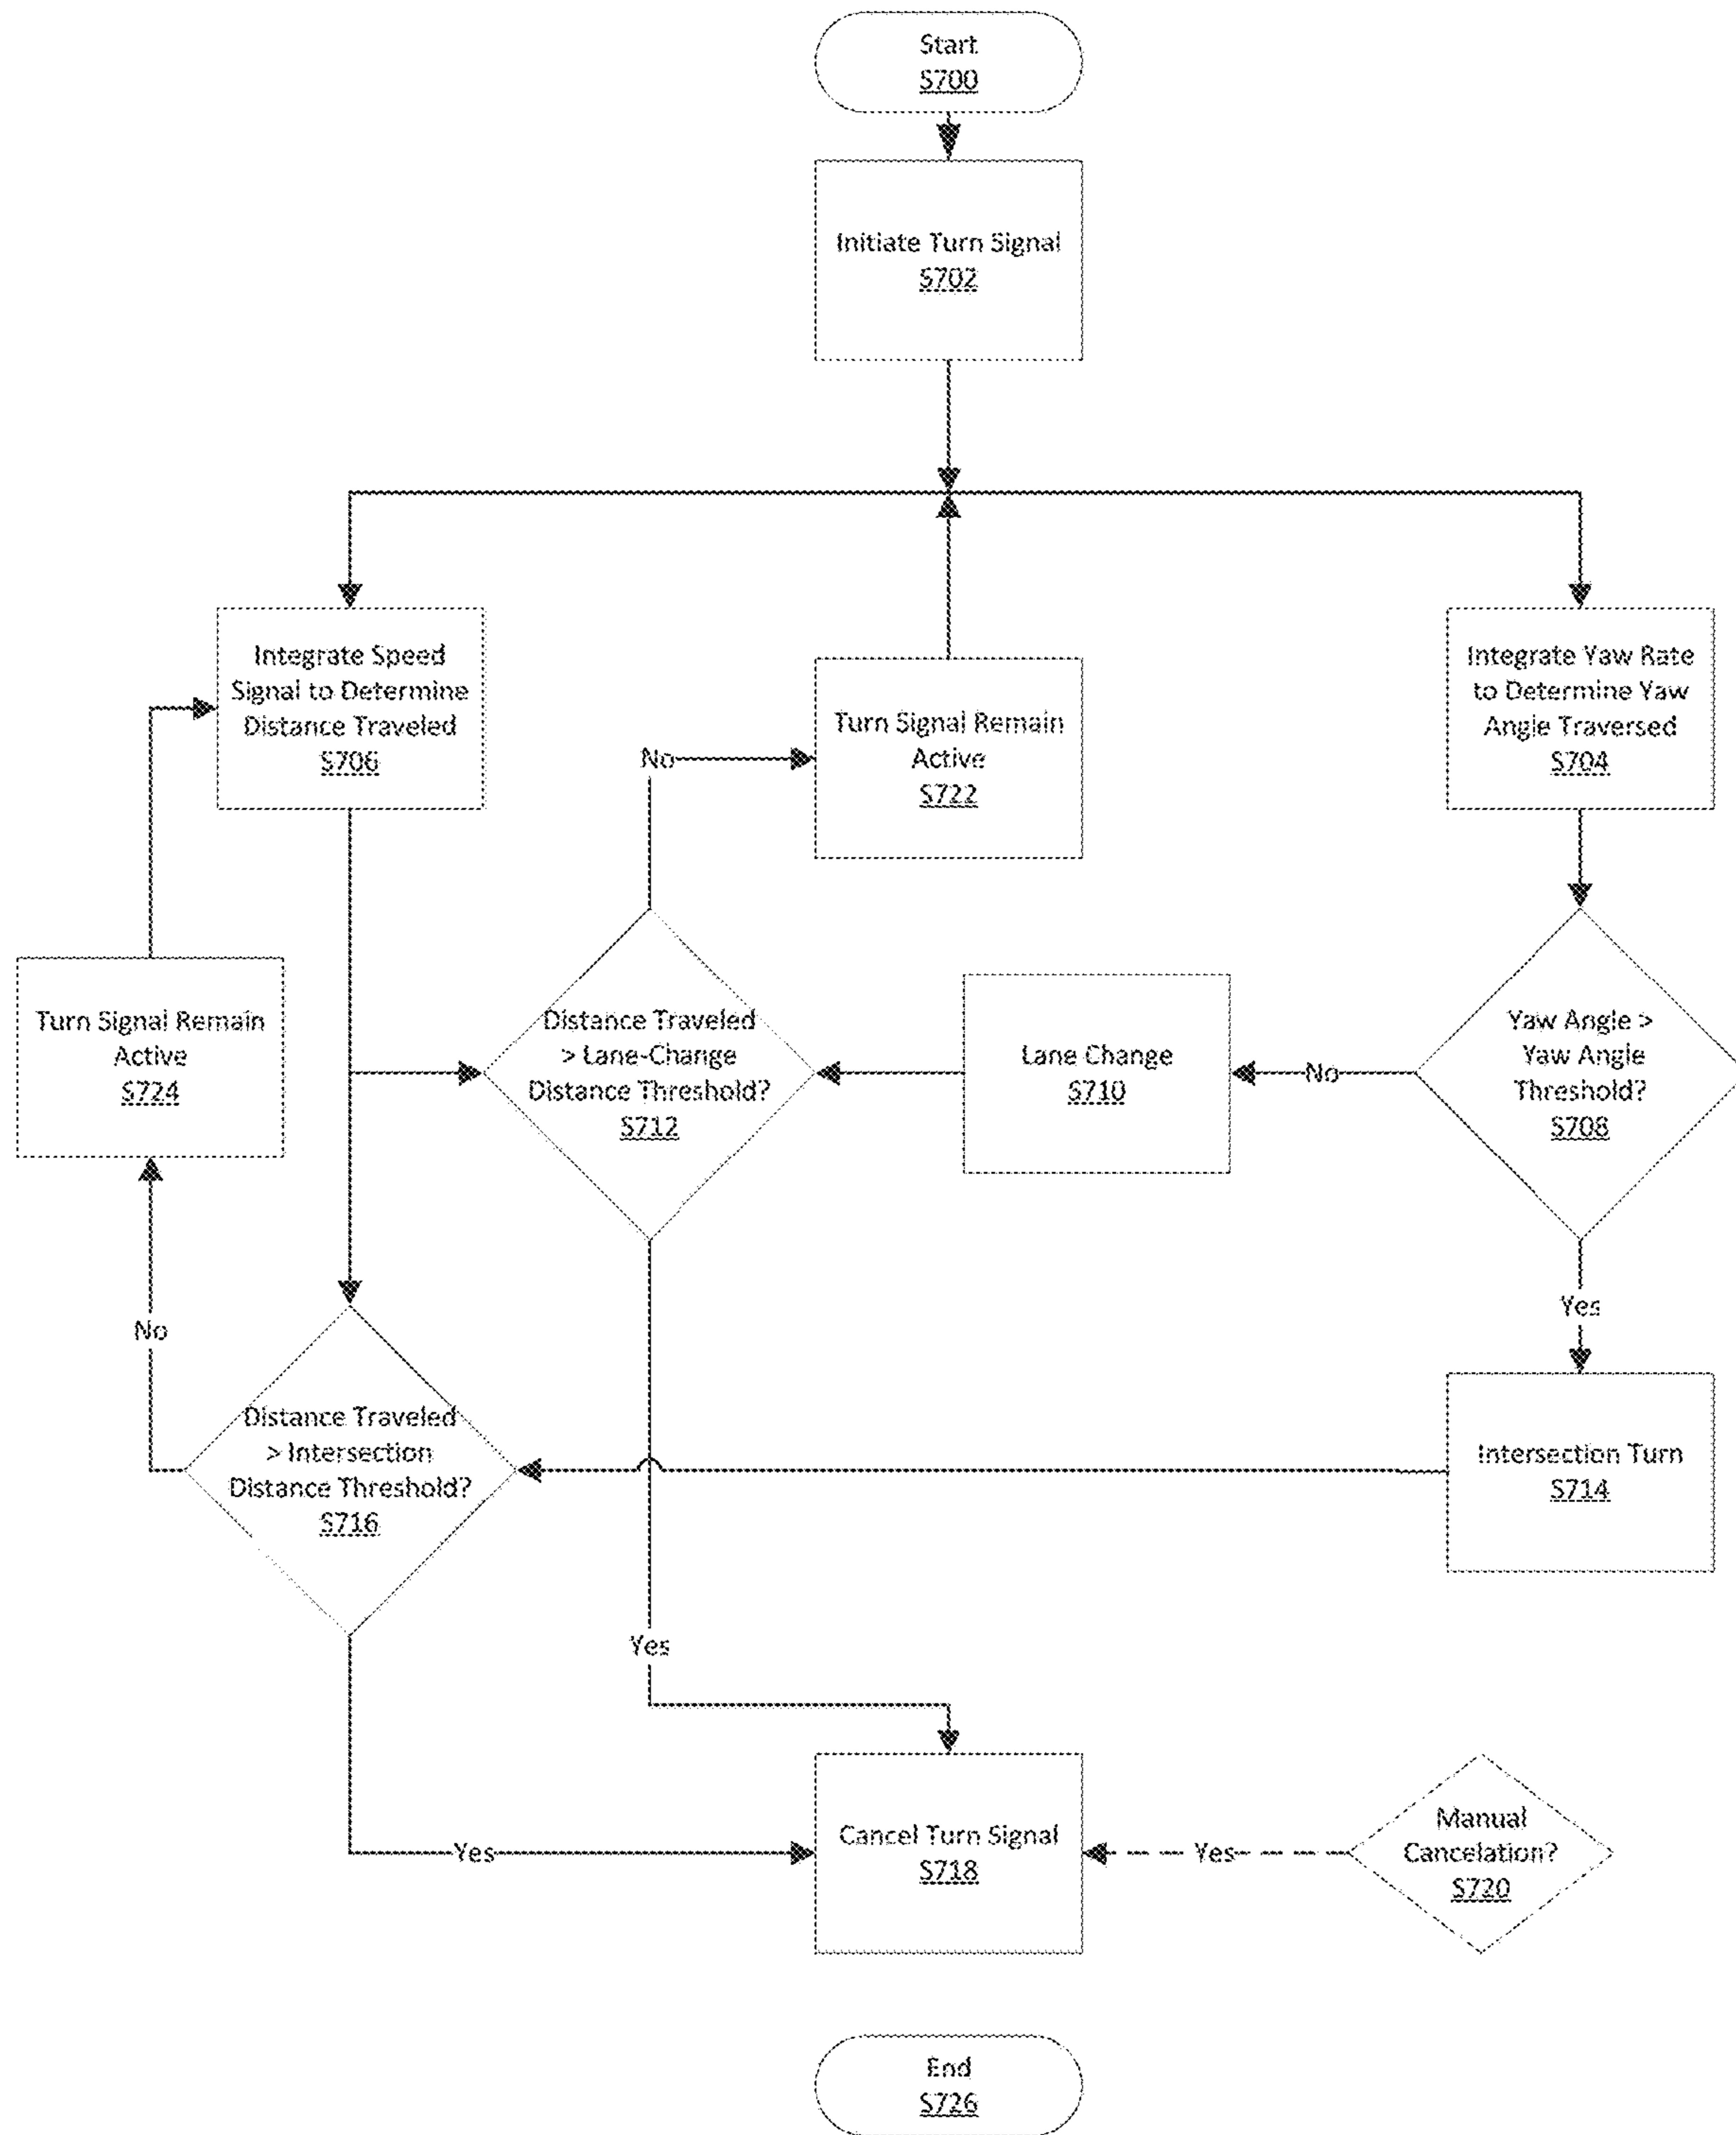 Start
S700
Initiate Turn Signal
S702
Integrate Speed
Signal to Determine
Distance Traveled
S706
Turn Signal Remain
Active
S722
Integrate Yaw Rate
to Determine Yaw
Angle Traversed
S704
No
Turn Signal Remain
Active
S724
Distance Traveled
> Lane-Change
Distance Threshold?
S712
Lane Change
S710
No
Yaw Angle >
Yaw Angle
Threshold?
S708
Yes
No
Distance Traveled
> Intersection
Distance Threshold?
S716
Intersection Turn
S714
Yes
Yes
Cancel Turn Signal
S718
Yes
Manual
Cancelation?
S720
End
S726